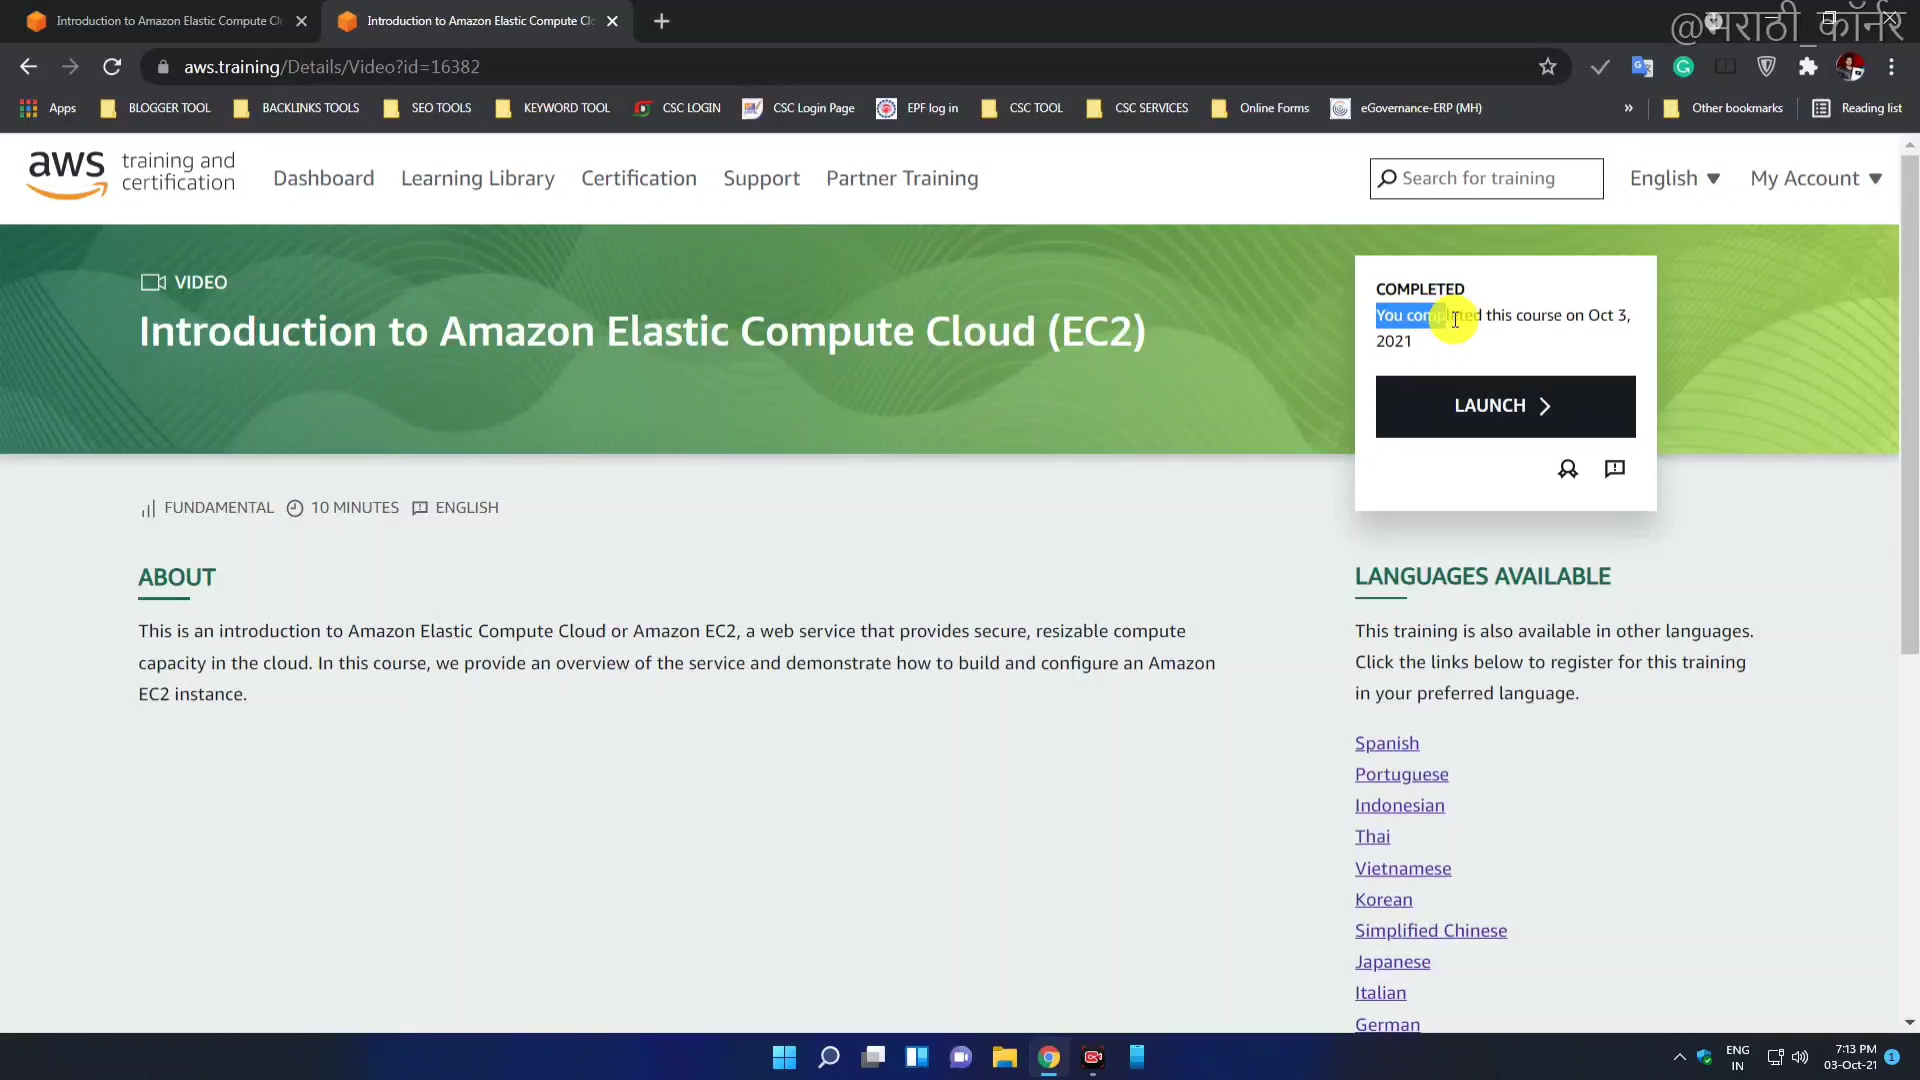 Introduction to Amazon Elastic Compute Cl
Introduction to Amazon Elastic Compute Cl
@मराठी_कॉर्नर
aws.training/Details/Video?id=16382
Apps BLOGGER TOOL BACKLINKS TOOLS SEO TOOLS KEYWORD TOOL CSC LOGIN CSC Login Page EPF log in CSC TOOL CSC SERVICES Online Forms eGovernance-ERP (MH) » Other bookmarks Reading list
aws training and certification
Dashboard Learning Library Certification Support Partner Training Search for training English My Account
VIDEO
Introduction to Amazon Elastic Compute Cloud (EC2)
COMPLETED
You completed this course on Oct 3,
2021
LAUNCH
FUNDAMENTAL 10 MINUTES ENGLISH
ABOUT
This is an introduction to Amazon Elastic Compute Cloud or Amazon EC2, a web service that provides secure, resizable compute
capacity in the cloud. In this course, we provide an overview of the service and demonstrate how to build and configure an Amazon
EC2 instance.
LANGUAGES AVAILABLE
This training is also available in other languages.
Click the links below to register for this training
in your preferred language.
Spanish
Portuguese
Indonesian
Thai
Vietnamese
Korean
Simplified Chinese
Japanese
Italian
German
ENG
IN
7:13 PM
03-Oct-21
1